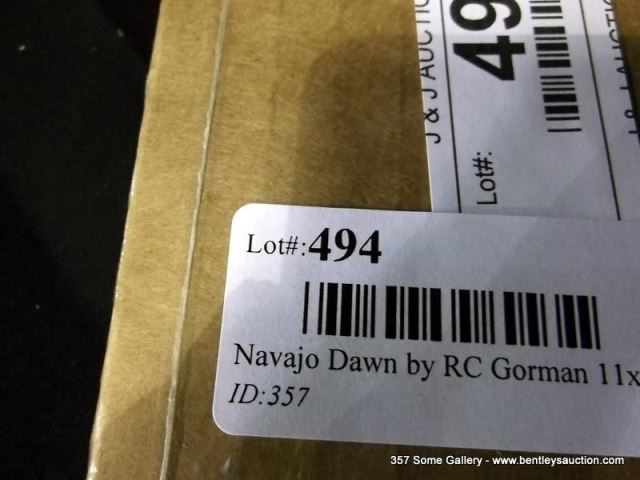 J & J AUCTIO
49
Lot#:
J & J AUCTIO
Lot#:494
Navajo Dawn by RC Gorman 11x
ID:357
357 Some Gallery - www.bentleysauction.com